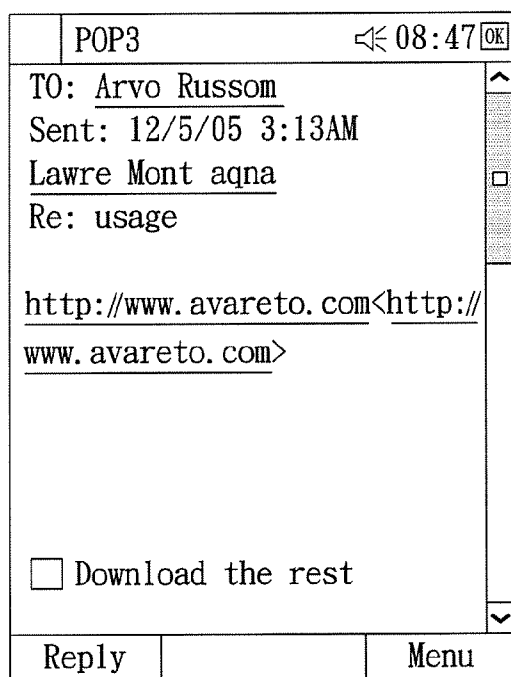 POP3 08:47 OK
TO: Arvo Russom
Sent: 12/5/05 3:13AM
Lawre Mont aqna
Re: usage
http://www.avareto.com<http://
www.avareto.com>
Download the rest
Reply Menu